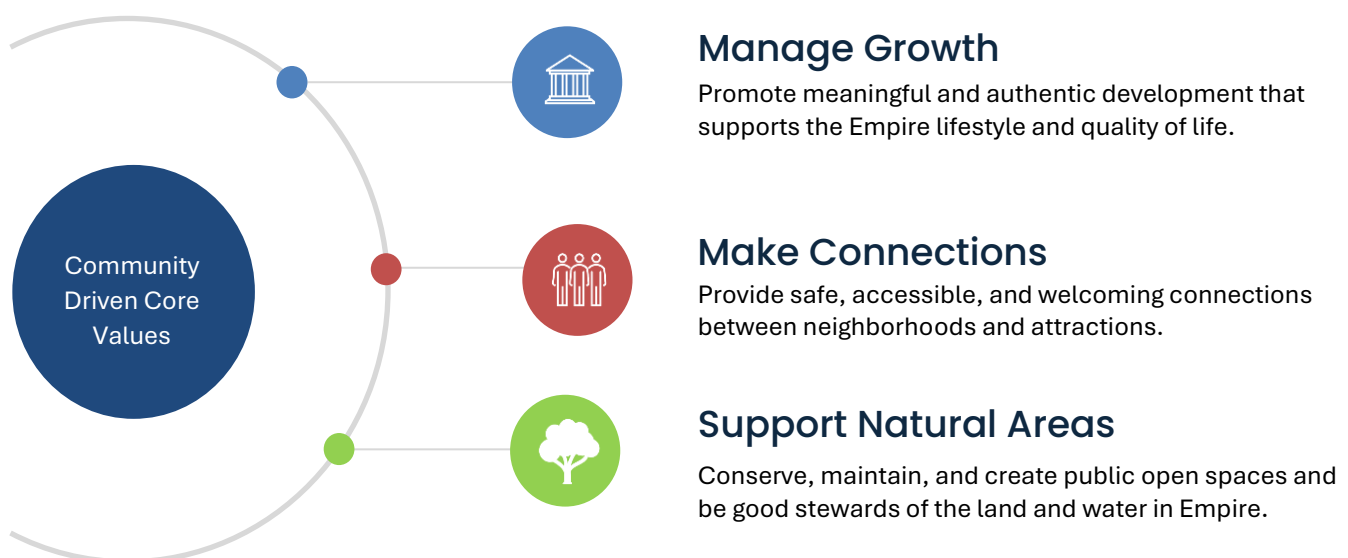 Community
Driven Core
Values
Manage Growth
Promote meaningful and authentic development that
supports the Empire lifestyle and quality of life.
Make Connections
Provide safe, accessible, and welcoming connections
between neighborhoods and attractions.
Support Natural Areas
Conserve, maintain, and create public open spaces and
be good stewards of the land and water in Empire.